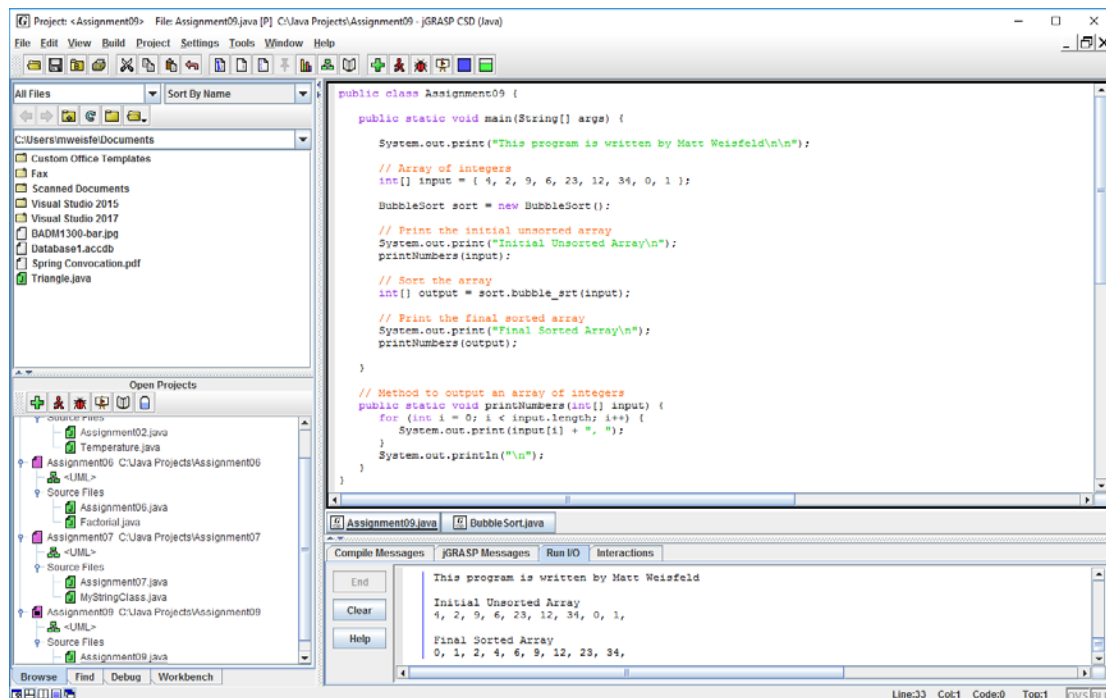 Project: <Assignment09>   File: Assignment09.java [P]  C:\Java Projects\Assignment09 - jGRASP CSD (Java)
File  Edit  View  Build  Project  Settings  Tools  Window  Help
All Files
Sort By Name
C:\Users\mweisfe\Documents
Custom Office Templates
Fax
Scanned Documents
Visual Studio 2015
Visual Studio 2017
BADM1300-bar.jpg
Database1.accdb
Spring Convocation.pdf
Triangle.java
Open Projects
Source Files
Assignment02.java
Temperature.java
Assignment06  C:\Java Projects\Assignment06
<UML>
Source Files
Assignment06.java
Factorial.java
Assignment07  C:\Java Projects\Assignment07
<UML>
Source Files
Assignment07.java
MyStringClass.java
Assignment09  C:\Java Projects\Assignment09
<UML>
Source Files
Assignment09.java
Browse  Find  Debug  Workbench
public class Assignment09 {
public static void main(String[] args) {
System.out.print("This program is written by Matt Weisfeld\n\n");
// Array of integers
int[] input = { 4, 2, 9, 6, 23, 12, 34, 0, 1 };
BubbleSort sort = new BubbleSort();
// Print the initial unsorted array
System.out.print("Initial Unsorted Array\n");
printNumbers(input);
// Sort the array
int[] output = sort.bubble_srt(input);
// Print the final sorted array
System.out.print("Final Sorted Array\n");
printNumbers(output);
}
// Method to output an array of integers
public static void printNumbers(int[] input) {
for (int i = 0; i < input.length; i++) {
System.out.print(input[i] + ", ");
}
System.out.println("\n");
}
}
Assignment09.java  BubbleSort.java
Compile Messages  jGRASP Messages  Run I/O  Interactions
End
Clear
Help
This program is written by Matt Weisfeld
Initial Unsorted Array
4, 2, 9, 6, 23, 12, 34, 0, 1,
Final Sorted Array
0, 1, 2, 4, 6, 9, 12, 23, 34,
Line:33  Col:1  Code:0  Top:1  OVS BLK